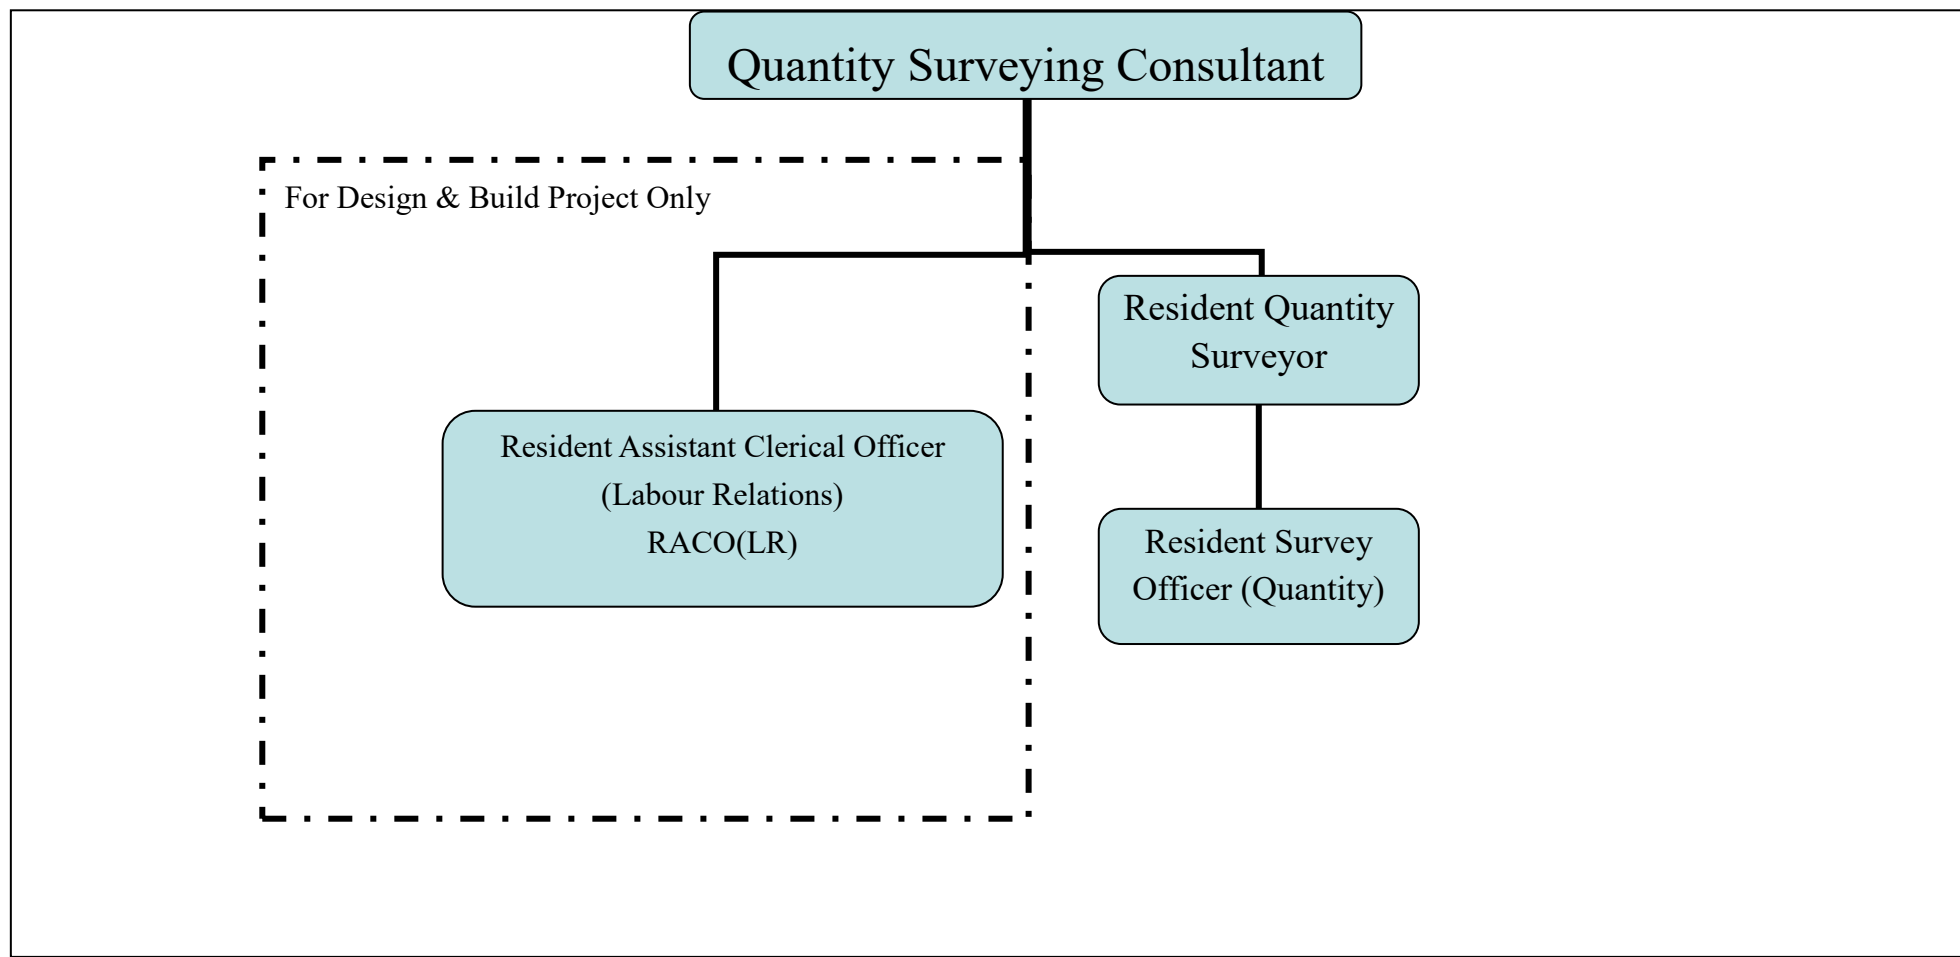 Quantity Surveying Consultant
For Design & Build Project Only
Resident Quantity
Surveyor
Resident Assistant Clerical Officer
(Labour Relations)
RACO(LR)
Resident Survey
Officer (Quantity)